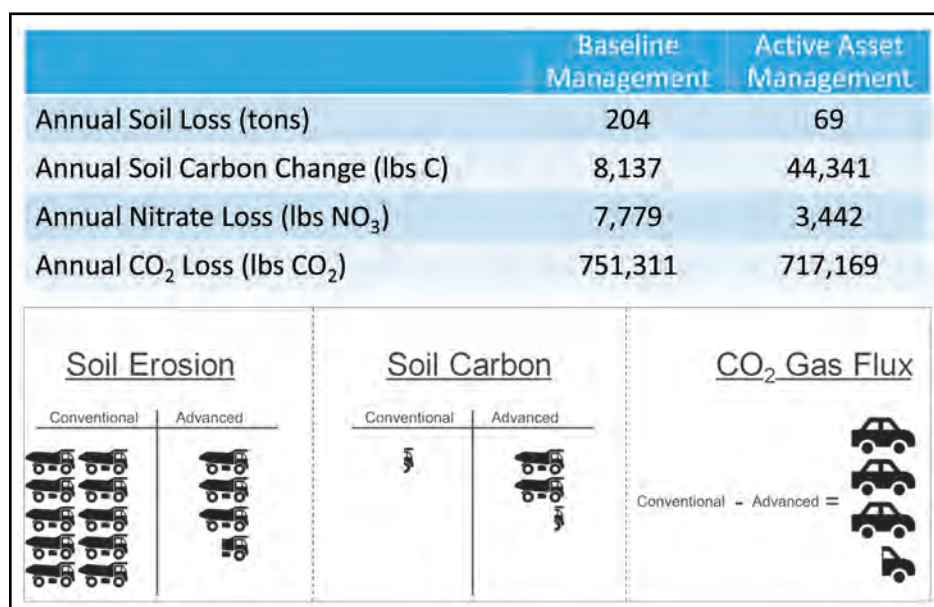 Baseline Management Active Asset Management
Annual Soil Loss (tons) 204 69
Annual Soil Carbon Change (lbs C) 8,137 44,341
Annual Nitrate Loss (lbs NO₃) 7,779 3,442
Annual CO₂ Loss (lbs CO₂) 751,311 717,169
Soil Erosion
Conventional Advanced
Soil Carbon
Conventional Advanced
CO₂ Gas Flux
Conventional - Advanced =